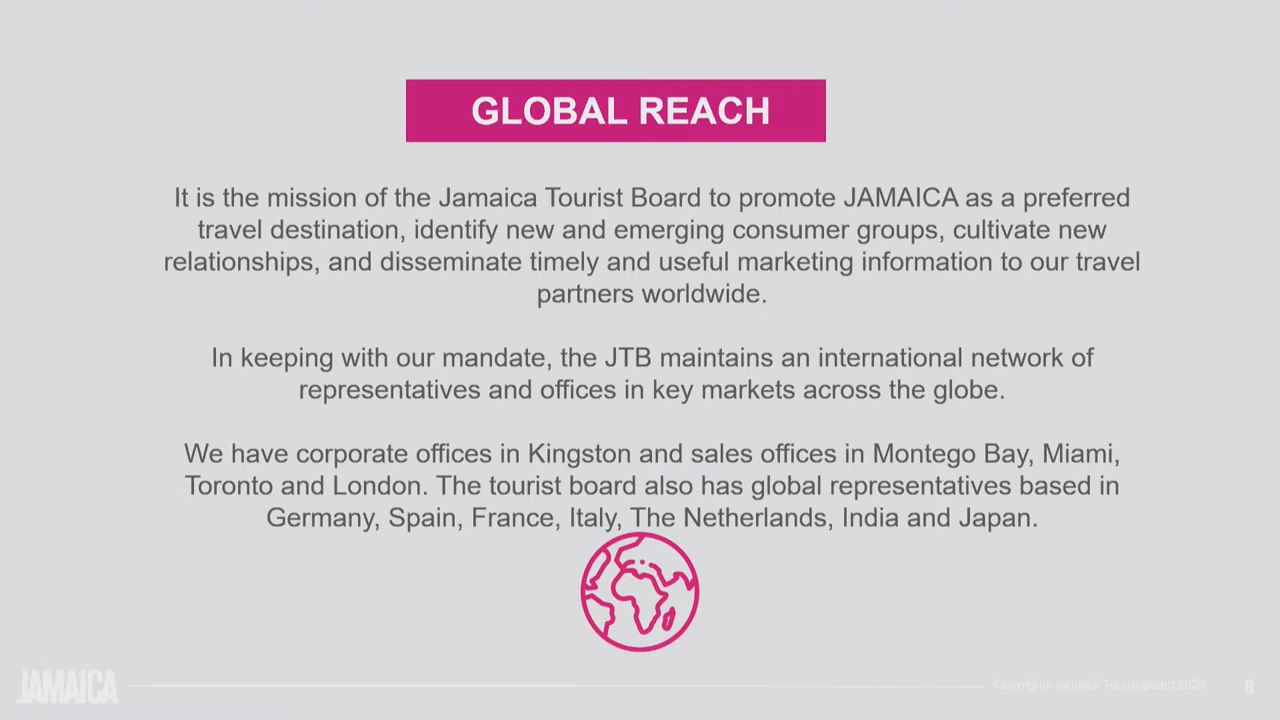 GLOBAL REACH
It is the mission of the Jamaica Tourist Board to promote JAMAICA as a preferred
travel destination, identify new and emerging consumer groups, cultivate new
relationships, and disseminate timely and useful marketing information to our travel
partners worldwide.
In keeping with our mandate, the JTB maintains an international network of
representatives and offices in key markets across the globe.
We have corporate offices in Kingston and sales offices in Montego Bay, Miami,
Toronto and London. The tourist board also has global representatives based in
Germany, Spain, France, Italy, The Netherlands, India and Japan.
JAMAICA
Tourist Board 2020
8